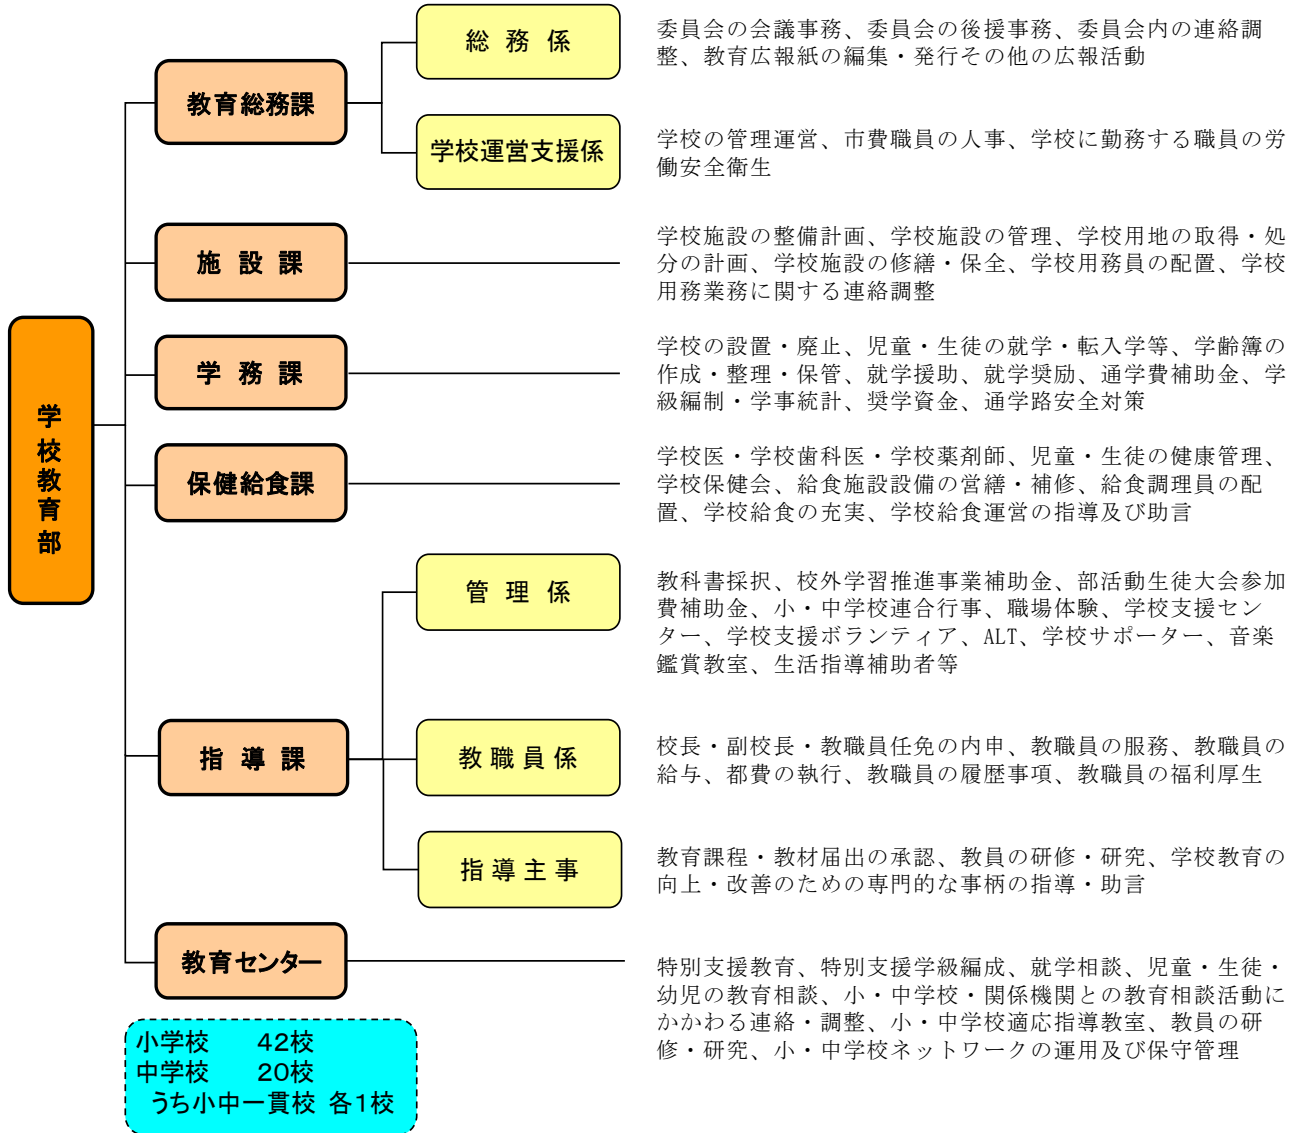 学校教育部
教育総務課
総務係
委員会の会議事務、委員会の後援事務、委員会内の連絡調
整、教育広報紙の編集・発行その他の広報活動
学校運営支援係
学校の管理運営、市費職員の人事、学校に勤務する職員の労
働安全衛生
施設課
学校施設の整備計画、学校施設の管理、学校用地の取得・処
分の計画、学校施設の修繕・保全、学校用務員の配置、学校
用務業務に関する連絡調整
学務課
学校の設置・廃止、児童・生徒の就学・転入学等、学齢簿の
作成・整理・保管、就学援助、就学奨励、通学費補助金、学
級編制・学事統計、奨学資金、通学路安全対策
保健給食課
学校医・学校歯科医・学校薬剤師、児童・生徒の健康管理、
学校保健会、給食施設設備の営繕・補修、給食調理員の配
置、学校給食の充実、学校給食運営の指導及び助言
指導課
管理係
教科書採択、校外学習推進事業補助金、部活動生徒大会参加
費補助金、小・中学校連合行事、職場体験、学校支援セン
ター、学校支援ボランティア、ALT、学校サポーター、音楽
鑑賞教室、生活指導補助者等
教職員係
校長・副校長・教職員任免の内申、教職員の服務、教職員の
給与、都費の執行、教職員の履歴事項、教職員の福利厚生
指導主事
教育課程・教材届出の承認、教員の研修・研究、学校教育の
向上・改善のための専門的な事柄の指導・助言
教育センター
特別支援教育、特別支援学級編成、就学相談、児童・生徒・
幼児の教育相談、小・中学校・関係機関との教育相談活動に
かかわる連絡・調整、小・中学校適応指導教室、教員の研
修・研究、小・中学校ネットワークの運用及び保守管理
小学校　42校
中学校　20校
うち小中一貫校 各1校